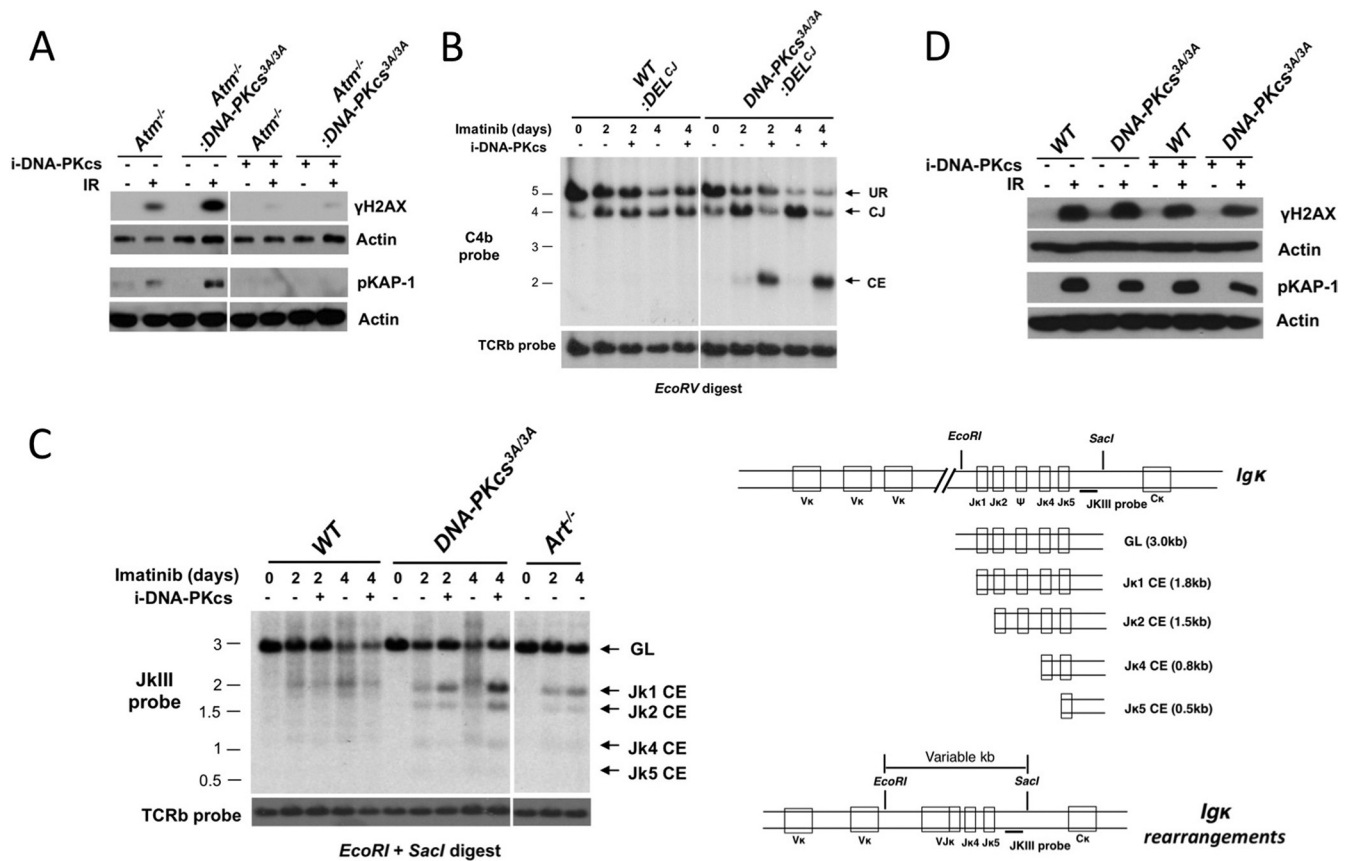 A
Atm-/-
Atm-/- :DNA-PKcs3A/3A
Atm-/-
Atm-/- :DNA-PKcs3A/3A
i-DNA-PKcs - - - - + + + +
IR - + - + - + - +
γH2AX
Actin
pKAP-1
Actin
B
WT :DELCJ
DNA-PKcs3A/3A :DELCJ
Imatinib (days) 0 2 2 4 4 0 2 2 4 4
i-DNA-PKcs - - + - + - - + - +
5
4
3
2
C4b probe
UR
CJ
CE
TCRb probe
EcoRV digest
D
WT
DNA-PKcs3A/3A
WT
DNA-PKcs3A/3A
i-DNA-PKcs - - - - + + + +
IR - + - + - + - +
γH2AX
Actin
pKAP-1
Actin
C
WT
DNA-PKcs3A/3A
Art-/-
Imatinib (days) 0 2 2 4 4 0 2 2 4 4 0 2 4
i-DNA-PKcs - - + - + - - + - + - - -
3
2
1.5
1
0.5
JkIII probe
GL
Jk1 CE
Jk2 CE
Jk4 CE
Jk5 CE
TCRb probe
EcoRI + SacI digest
EcoRI
SacI
Igκ
Vκ Vκ Vκ Jκ1 Jκ2 Ψ Jκ4 Jκ5 JKIII probe Cκ
GL (3.0kb)
Jκ1 CE (1.8kb)
Jκ2 CE (1.5kb)
Jκ4 CE (0.8kb)
Jκ5 CE (0.5kb)
Variable kb
EcoRI
SacI
Vκ Vκ VJκ Jκ4 Jκ5 JKIII probe Cκ
Igκ rearrangements